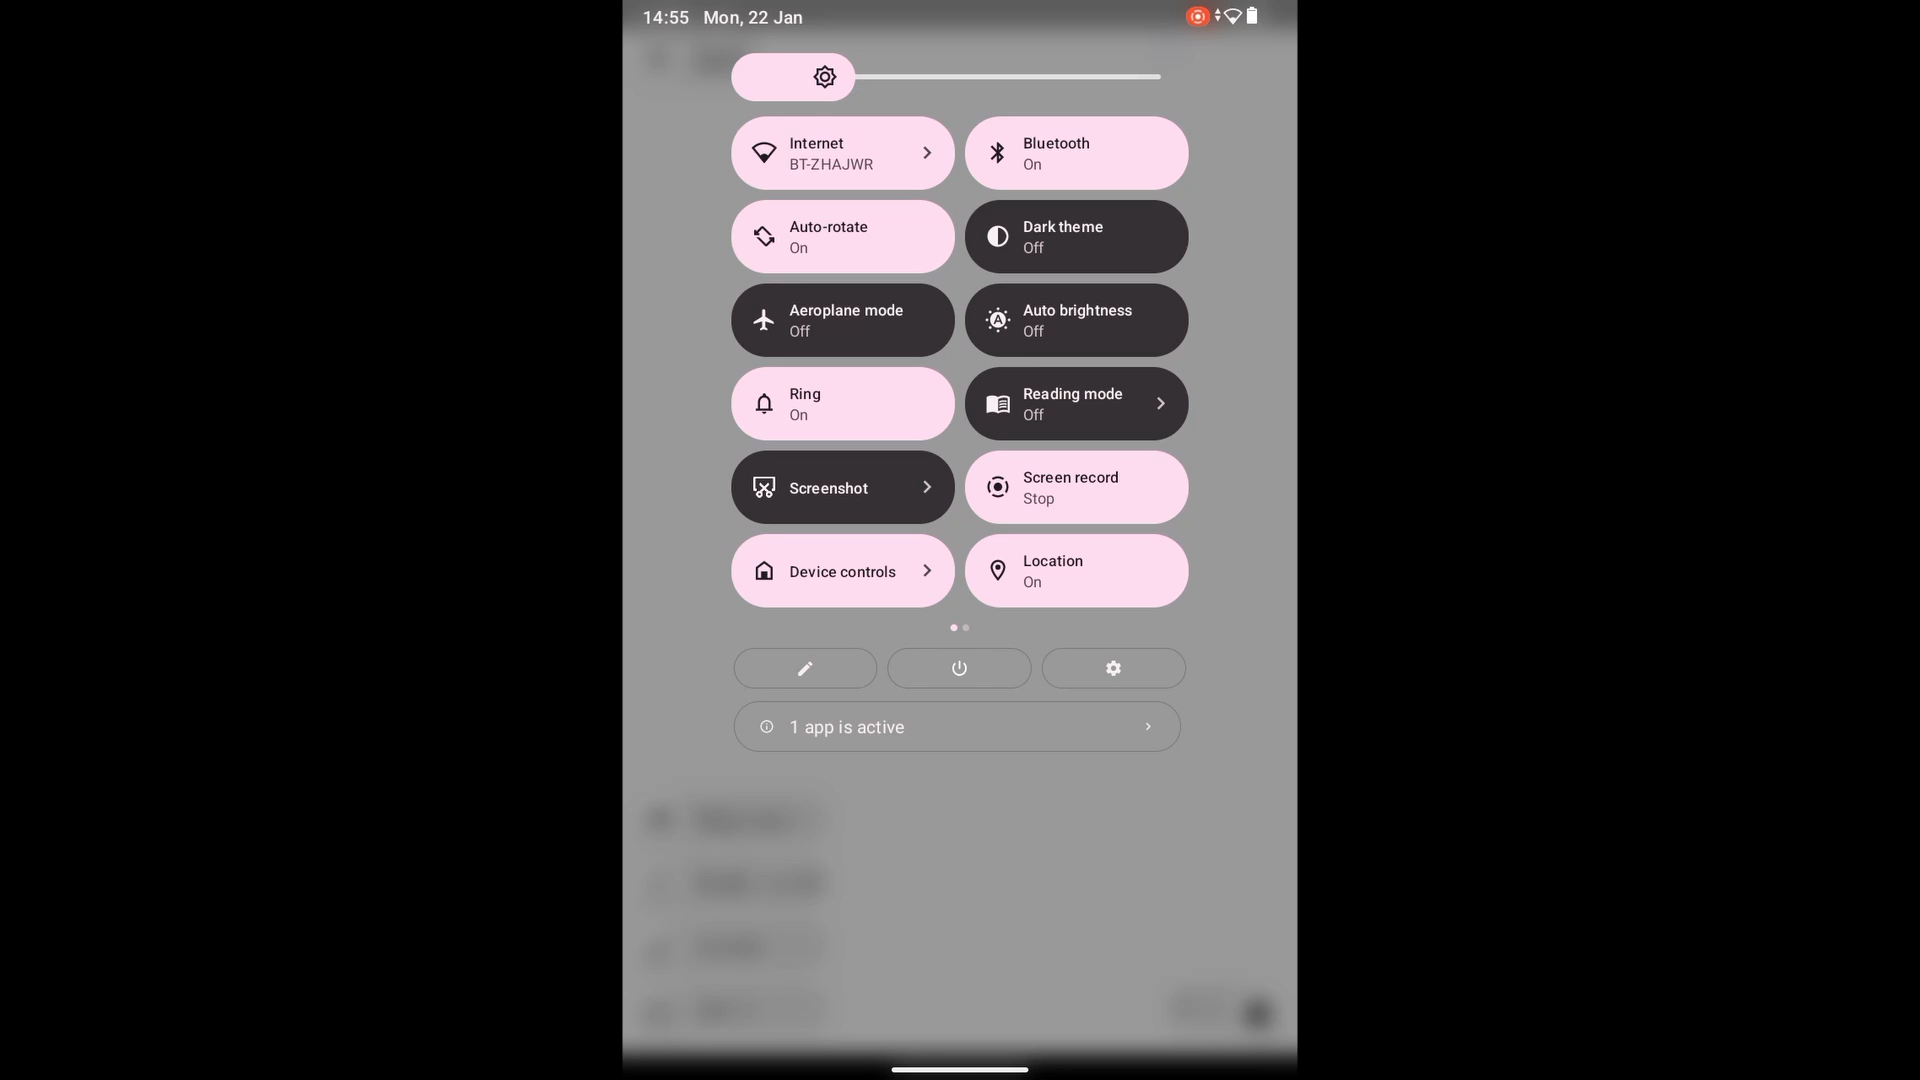 14:55 Mon, 22 Jan
Internet
BT-ZHAJWR
Bluetooth
On
Auto-rotate
On
Dark theme
Off
Aeroplane mode
Off
Auto brightness
Off
Ring
On
Reading mode
Off
Screenshot
Screen record
Stop
Device controls
Location
On
1 app is active